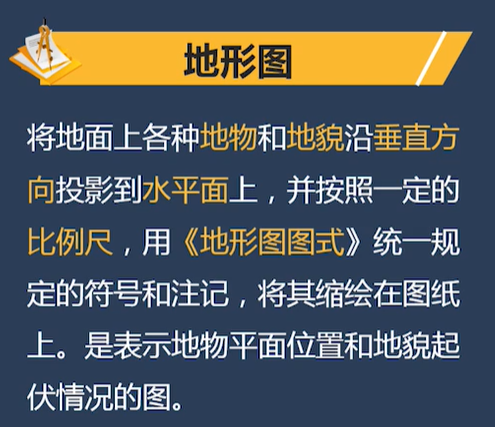 地形图
将地面上各种地物和地貌沿垂直方
向投影到水平面上，并按照一定的
比例尺，用《地形图图式》统一规
定的符号和注记，将其缩绘在图纸
上。是表示地物平面位置和地貌起
伏情况的图。